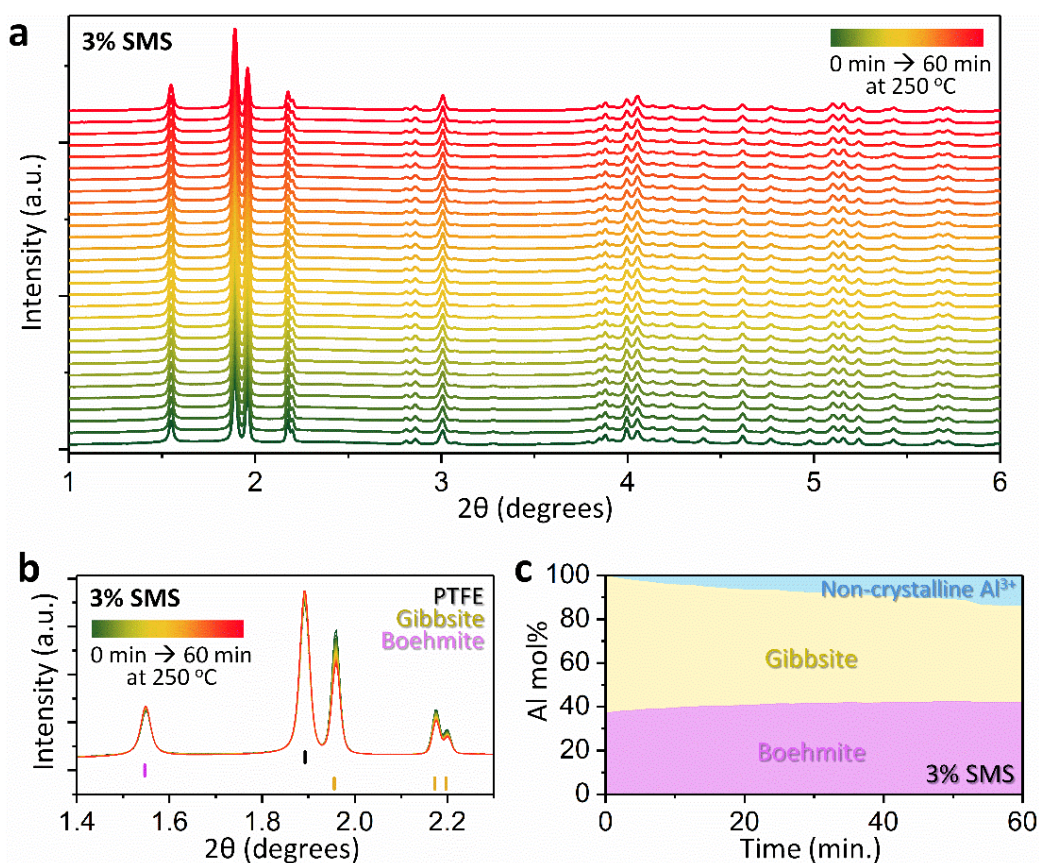 a
3% SMS
0 min → 60 min
at 250 °C
Intensity (a.u.)
1 2 3 4 5 6
2θ (degrees)
b
3% SMS
0 min → 60 min
at 250 °C
PTFE
Gibbsite
Boehmite
Intensity (a.u.)
1.4 1.6 1.8 2.0 2.2
2θ (degrees)
c
Al mol%
100
80
60
40
20
0
Non-crystalline Al³⁺
Gibbsite
Boehmite
3% SMS
0 20 40 60
Time (min.)